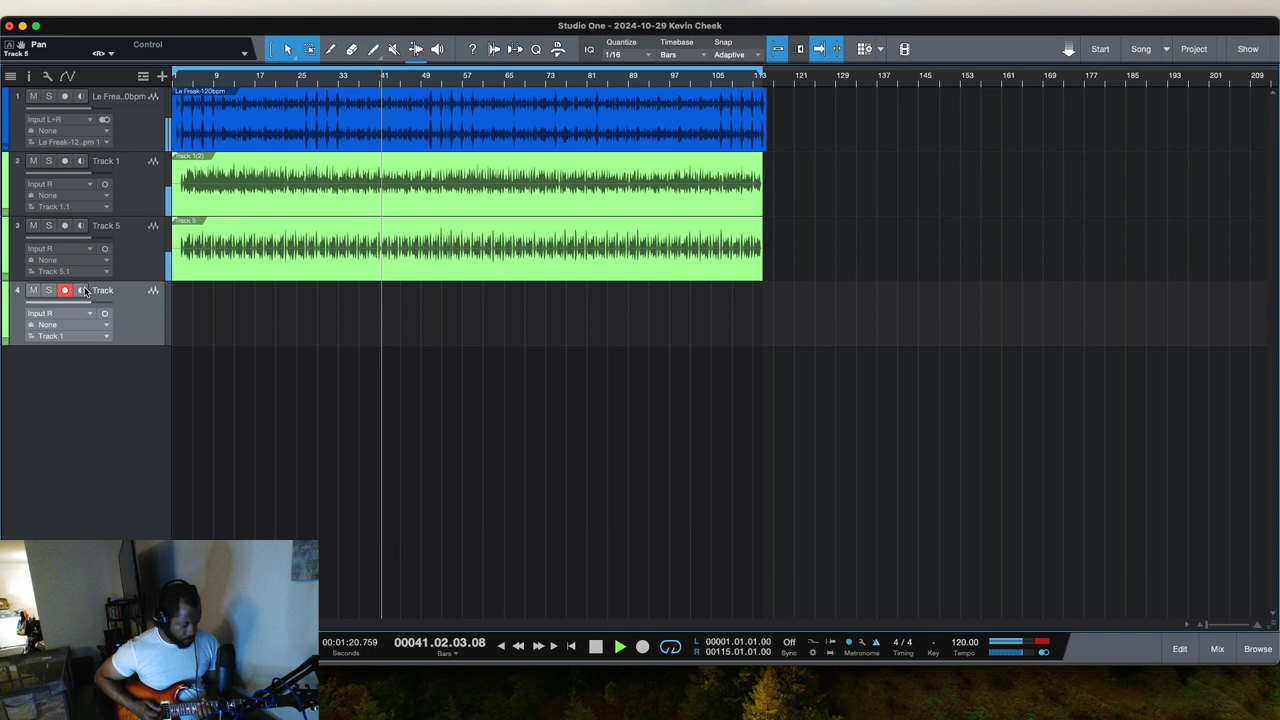 Studio One - 2024-10-29 Kevin Cheek
Pan
Track 5
<R>
Control
IQ
Quantize
1/16
Timebase
Bars
Snap
Adaptive
Start
Song
Project
Show
1 9 17 25 33 41 49 57 65 73 81 89 97 105 113 121 129 137 145 153 161 169 177 185 193 201 209
1 M S Le Frea..0bpm
Input L+R
None
Le Freak-12..pm 1
Le Freak-120bpm
2 M S Track 1
Input R
None
Track 1.1
Track 1(2)
3 M S Track 5
Input R
None
Track 5.1
Track 5
4 M S Track
Input R
None
Track 1
00:01:20.759
Seconds
00041.02.03.08
Bars
L 00001.01.01.00
R 00115.01.01.00
Off
Sync
Metronome
4 / 4
Timing
-
Key
120.00
Tempo
Edit
Mix
Browse